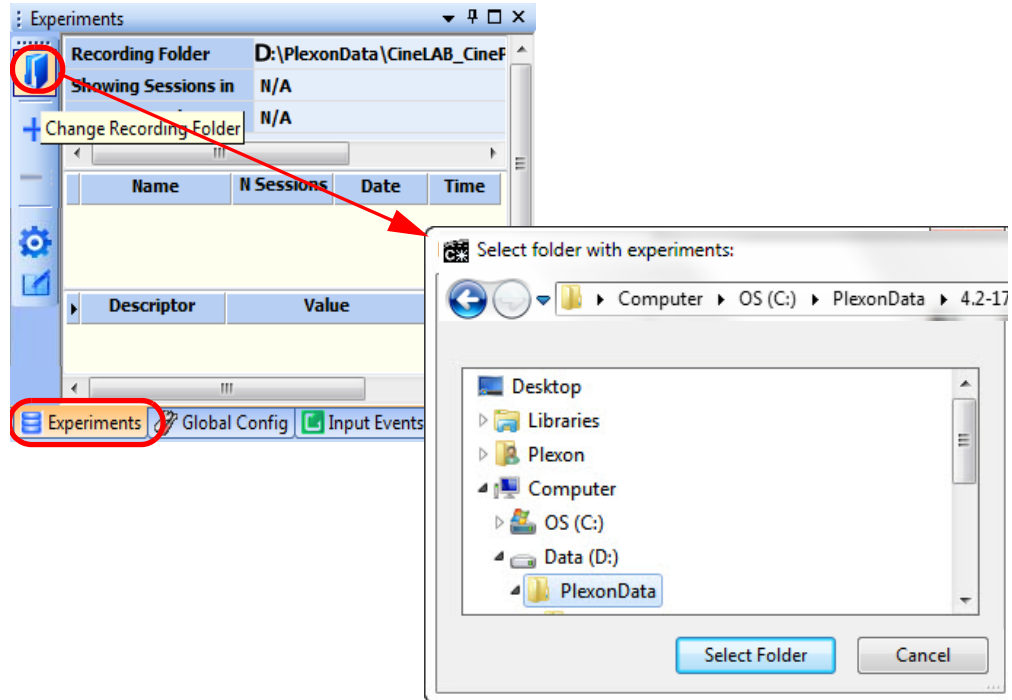 Experiments
Recording Folder D:\PlexonData\CineLAB_CineP
Showing Sessions in N/A
N/A
Change Recording Folder
Name N Sessions Date Time
Descriptor Value
Experiments Global Config Input Events
Select folder with experiments:
Computer OS (C:) PlexonData 4.2-17
Desktop
Libraries
Plexon
Computer
OS (C:)
Data (D:)
PlexonData
Select Folder Cancel